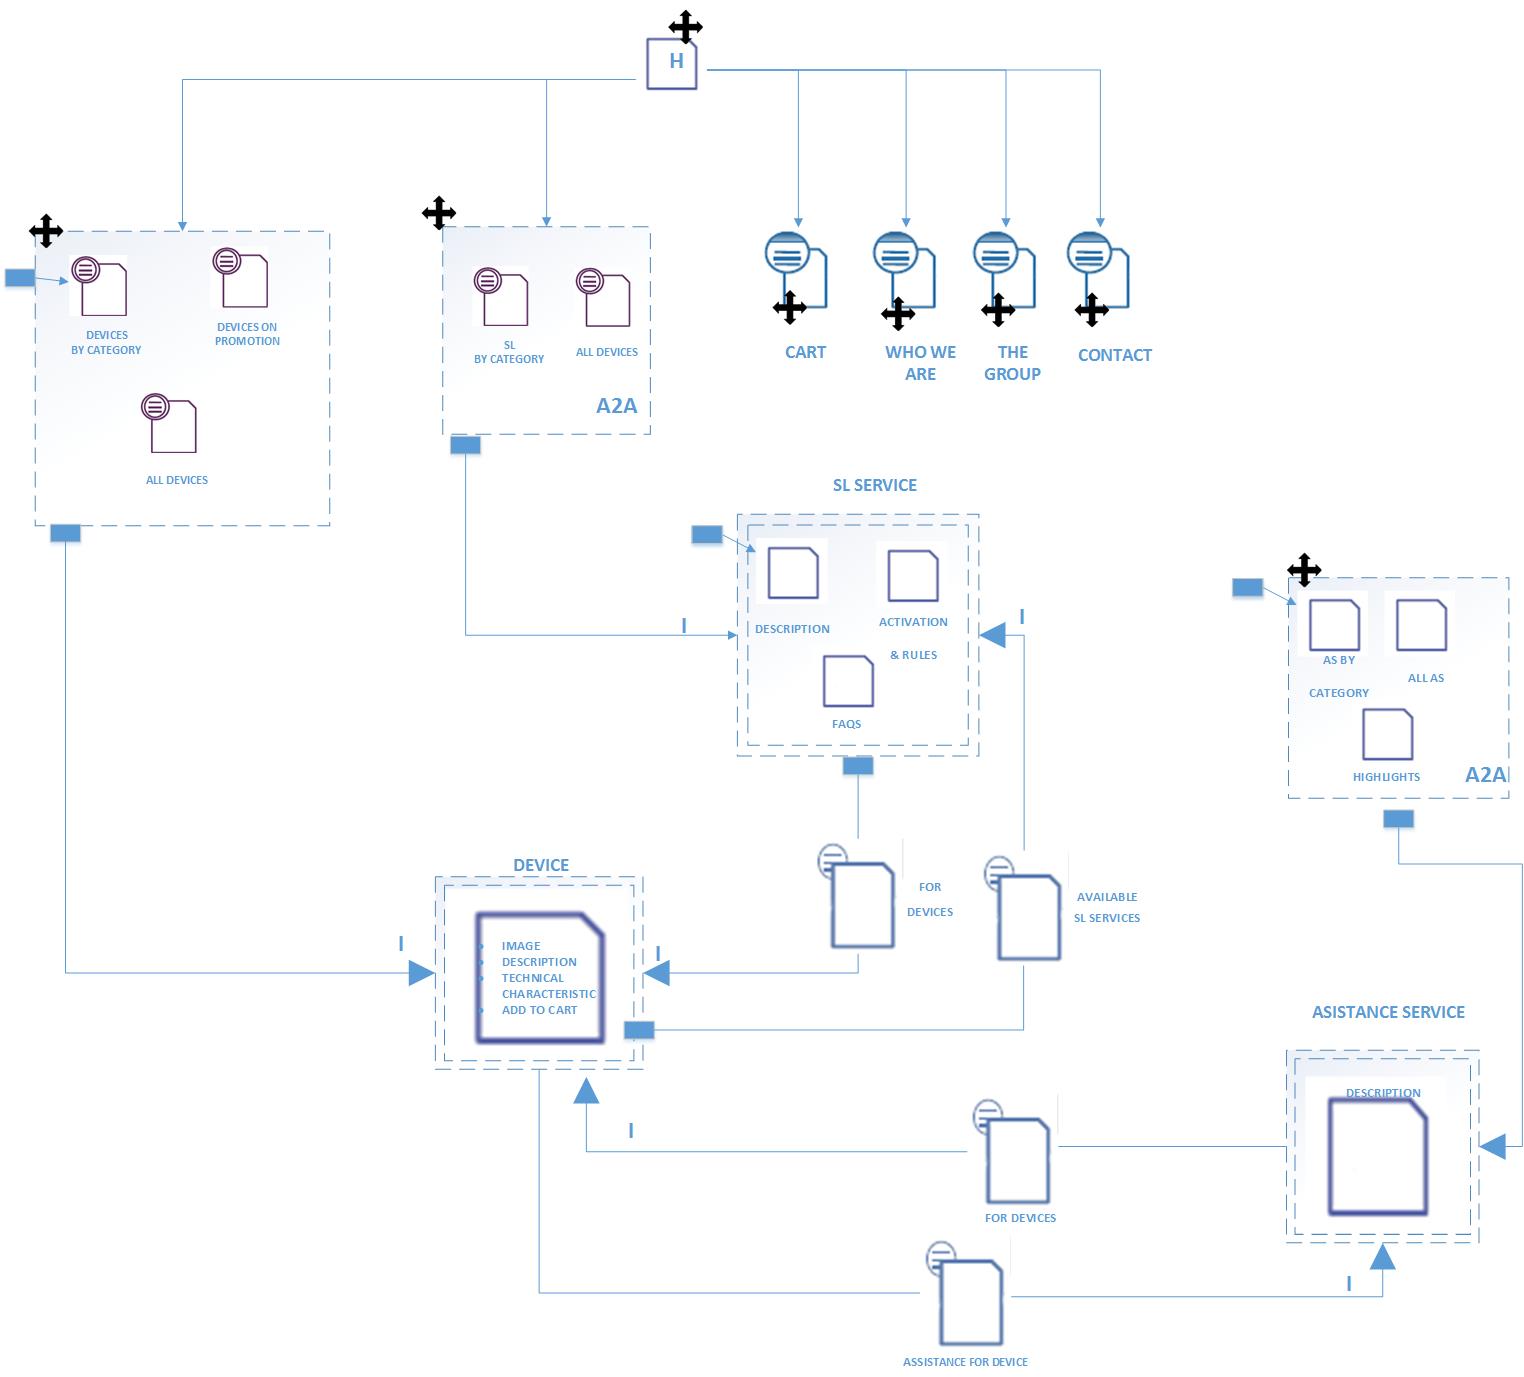 H
DEVICES
BY CATEGORY
DEVICES ON
PROMOTION
ALL DEVICES
SL
BY CATEGORY
ALL DEVICES
A2A
CART
WHO WE
ARE
THE
GROUP
CONTACT
SL SERVICE
DESCRIPTION
ACTIVATION
& RULES
FAQS
I
I
AS BY
CATEGORY
ALL AS
HIGHLIGHTS
A2A
DEVICE
IMAGE
DESCRIPTION
TECHNICAL
CHARACTERISTIC
ADD TO CART
I
I
FOR
DEVICES
AVAILABLE
SL SERVICES
ASISTANCE SERVICE
DESCRIPTION
I
FOR DEVICES
I
ASSISTANCE FOR DEVICE